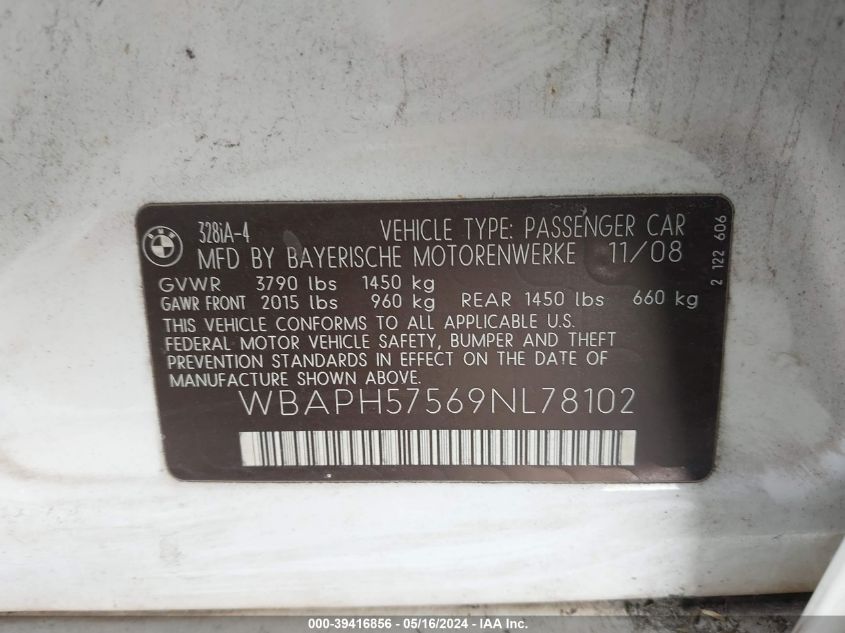 BMW
328iA-4 VEHICLE TYPE: PASSENGER CAR
MFD BY BAYERISCHE MOTORENWERKE 11/08
GVWR 3790 lbs 1450 kg
GAWR FRONT 2015 lbs 960 kg REAR 1450 lbs 660 kg
THIS VEHICLE CONFORMS TO ALL APPLICABLE U.S.
FEDERAL MOTOR VEHICLE SAFETY, BUMPER AND THEFT
PREVENTION STANDARDS IN EFFECT ON THE DATE OF
MANUFACTURE SHOWN ABOVE.
WBAPH57569NL78102
2 122 606
000-39416856 - 05/16/2024 - IAA Inc.